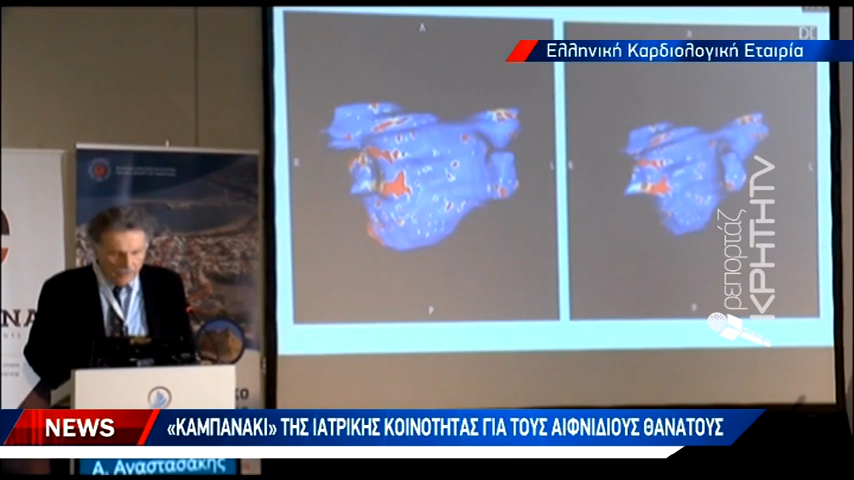 Ελληνική Καρδιολογική Εταιρία
A
A
L
ρεπορτάζ
ΚΡΗΤΗTV
P
NEWS
«ΚΑΜΠΑΝΑΚΙ» ΤΗΣ ΙΑΤΡΙΚΗΣ ΚΟΙΝΟΤΗΤΑΣ ΓΙΑ ΤΟΥΣ ΑΙΦΝΙΔΙΟΥΣ ΘΑΝΑΤΟΥΣ
Α. Αναστασάκης